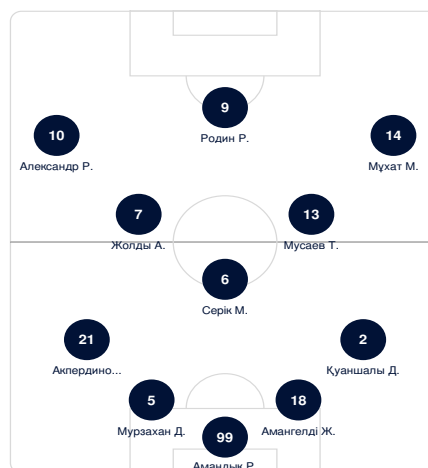 9
Родин Р.
10
Александр Р.
14
Мұхат М.
7
Жолды А.
13
Мусаев Т.
6
Серік М.
21
Акпердино...
2
Қуаншалы Д.
5
Мурзахан Д.
18
Амангелді Ж.
99
Амандық Р.